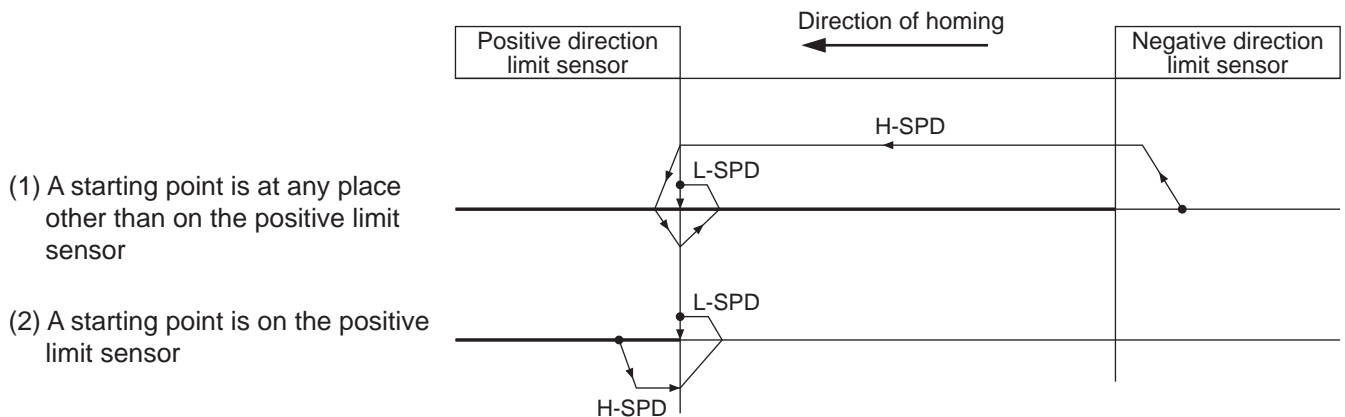 Direction of homing
Positive direction
limit sensor
Negative direction
limit sensor
H-SPD
(1) A starting point is at any place
other than on the positive limit
sensor
L-SPD
(2) A starting point is on the positive
limit sensor
L-SPD
H-SPD